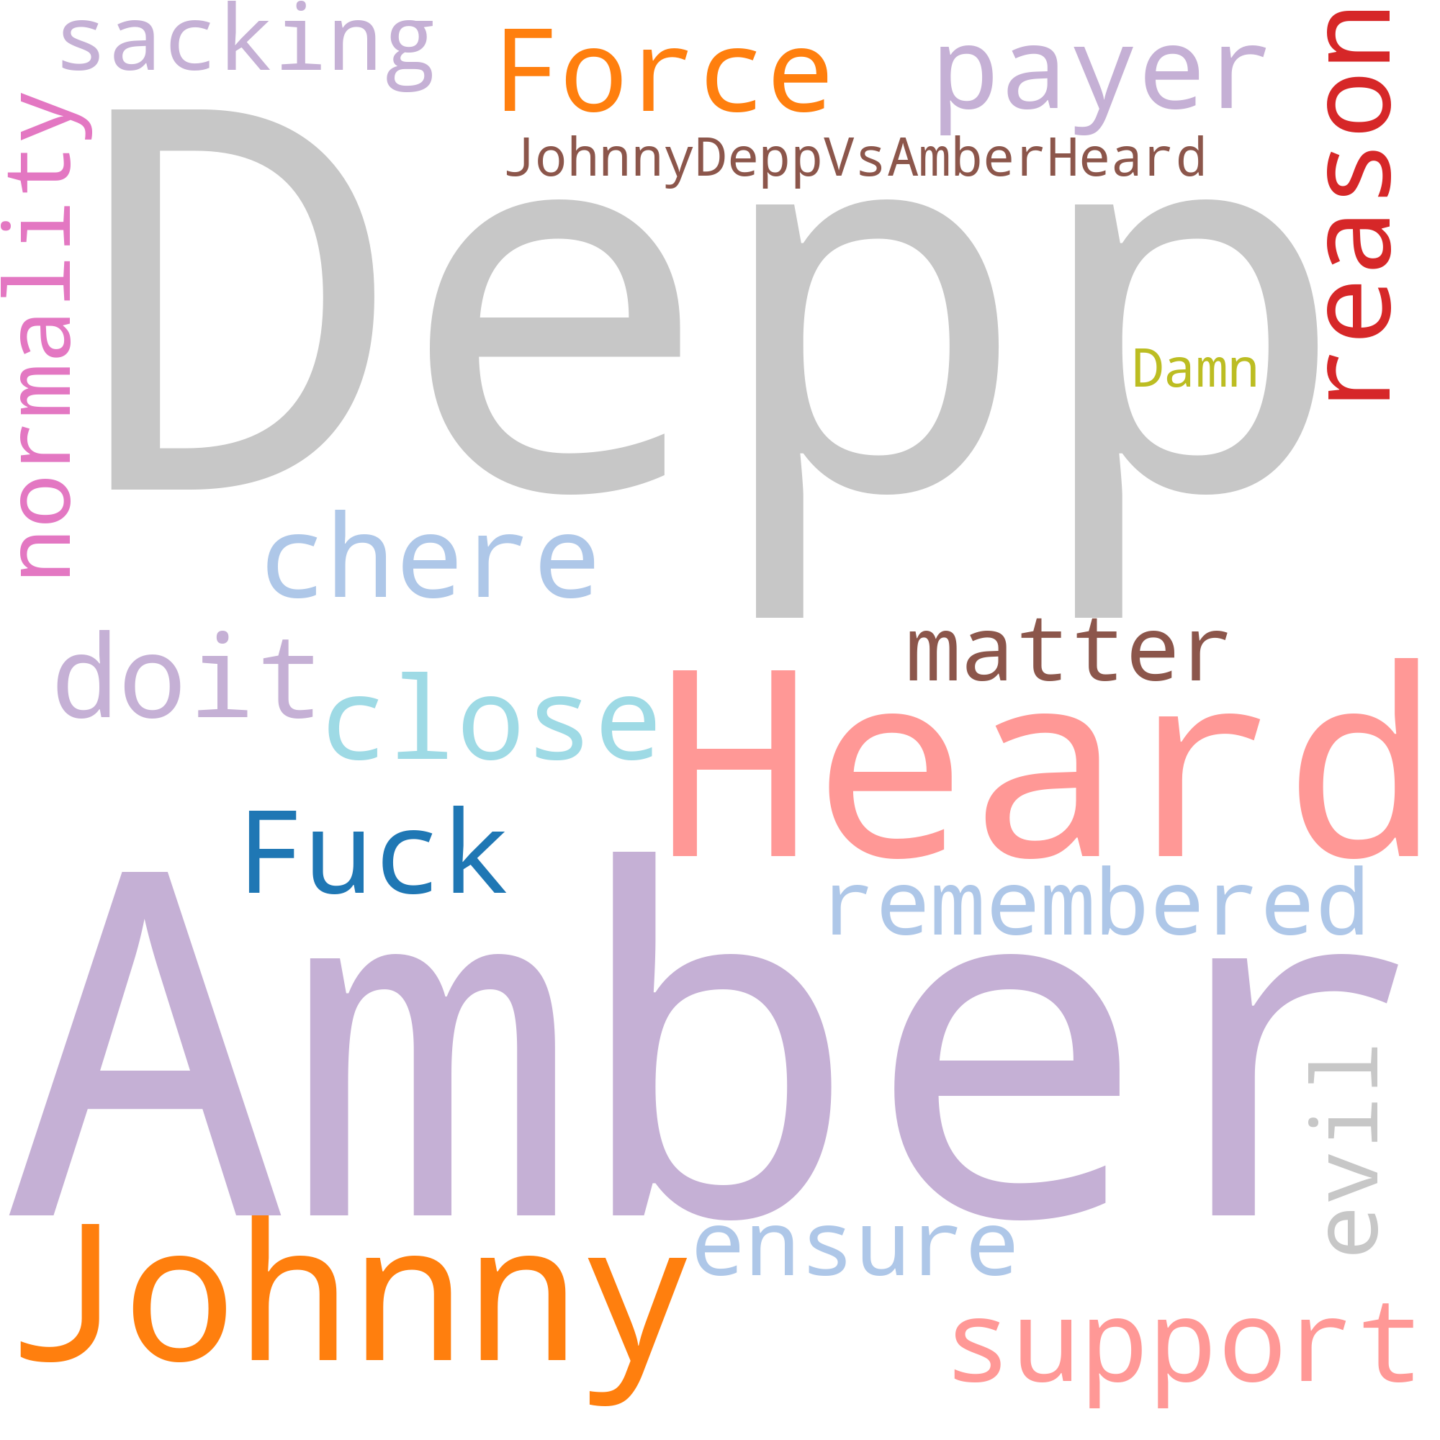 sacking
Force
payer
reason
normality
JohnnyDeppVsAmberHeard
Depp
Damn
chere
doit
matter
close
Heard
Fuck
remembered
Amber
evil
Johnny
ensure
support